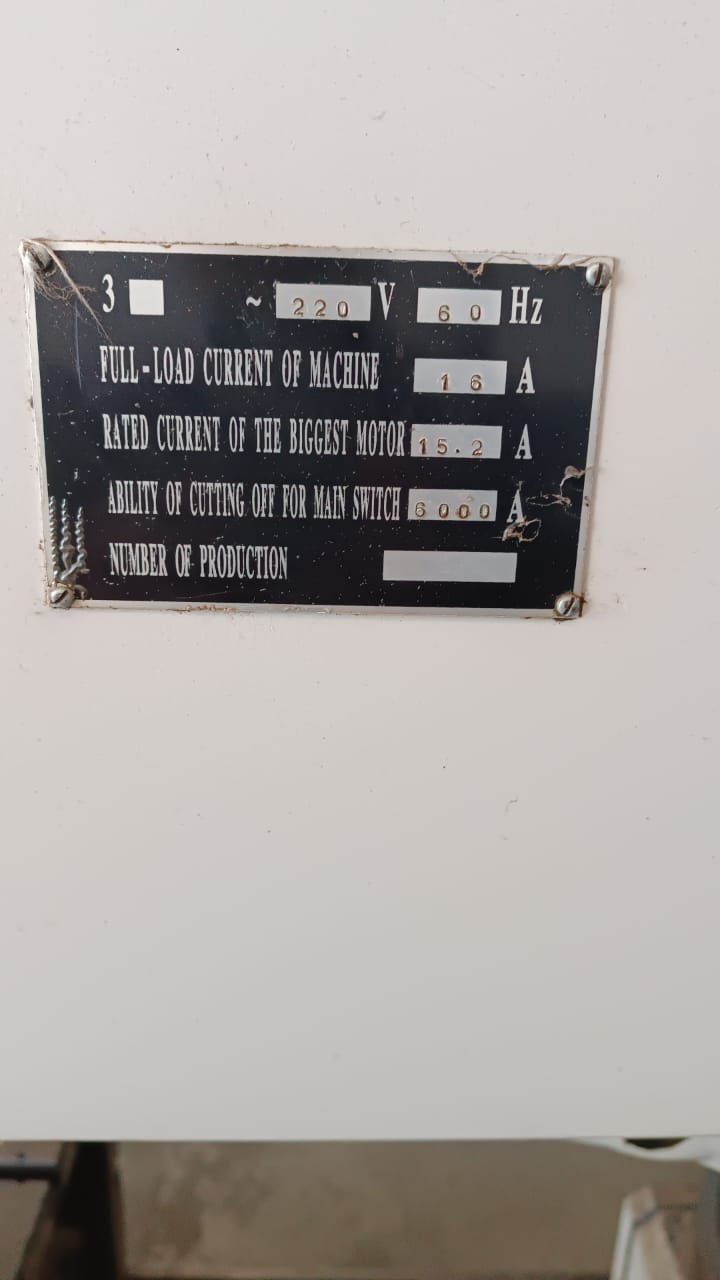 3 ~ 220 V 60 Hz
FULL-LOAD CURRENT OF MACHINE 16 A
RATED CURRENT OF THE BIGGEST MOTOR 15.2 A
ABILITY OF CUTTING OFF FOR MAIN SWITCH 6000 A
NUMBER OF PRODUCTION